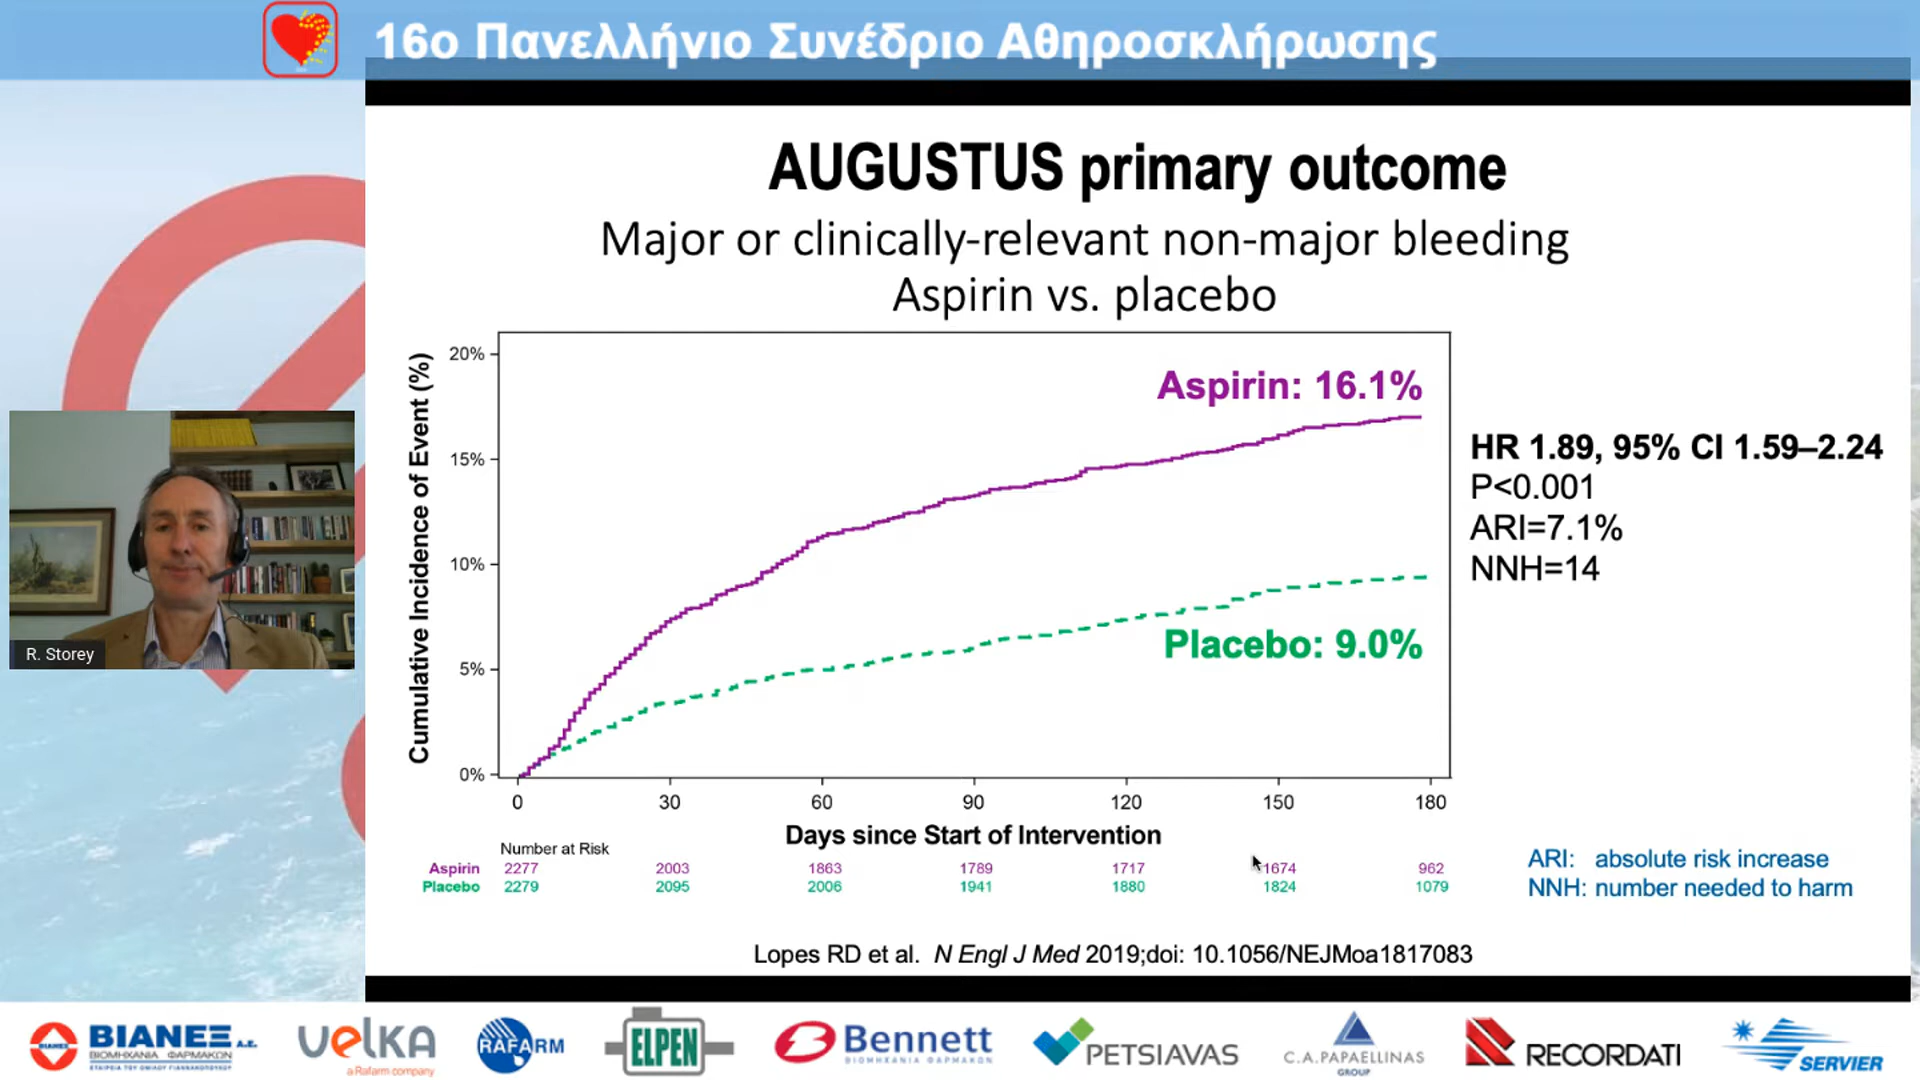 16ο Πανελλήνιο Συνέδριο Αθηροσκλήρωσης
AUGUSTUS primary outcome
Major or clinically-relevant non-major bleeding
Aspirin vs. placebo
Cumulative Incidence of Event (%)
20%
15%
10%
5%
0%
Aspirin: 16.1%
Placebo: 9.0%
0 30 60 90 120 150 180
Days since Start of Intervention
HR 1.89, 95% CI 1.59–2.24
P<0.001
ARI=7.1%
NNH=14
R. Storey
Number at Risk
Aspirin 2277 2003 1863 1789 1717 1674 962
Placebo 2279 2095 2006 1941 1880 1824 1079
ARI: absolute risk increase
NNH: number needed to harm
Lopes RD et al. N Engl J Med 2019;doi: 10.1056/NEJMoa1817083
ΒΙΑΝΕΞ Α.Ε.
ΒΙΟΜΗΧΑΝΙΑ ΦΑΡΜΑΚΩΝ
velka
a Rafarm company
RAFARM
ELPEN
Bennett
ΒΙΟΜΗΧΑΝΙΑ ΦΑΡΜΑΚΩΝ
PETSIAVAS
C.A.PAPAELLINAS
GROUP
RECORDATI
SERVIER